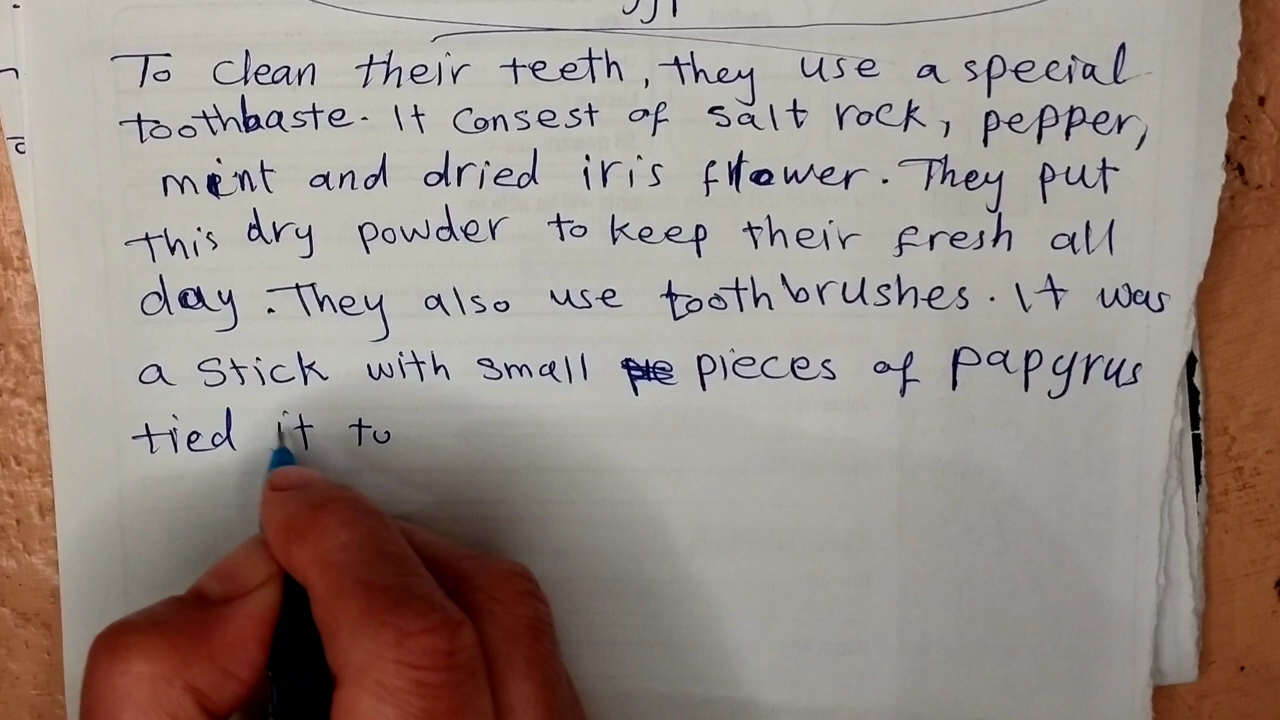 To clean their teeth, they use a special
toothbaste. It consest of salt rock, pepper,
mint and dried iris flower. They put
this dry powder to keep their fresh all
day. They also use toothbrushes. It was
a stick with small pieces of papyrus
tied it to